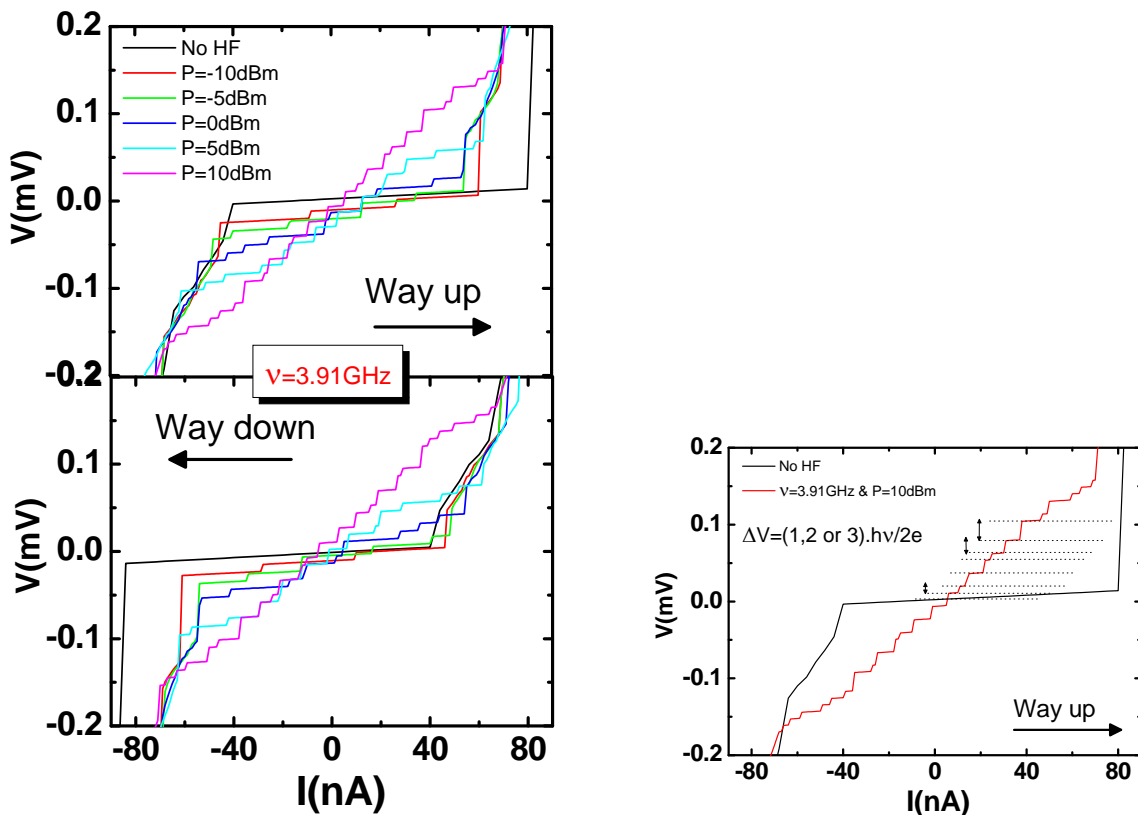 0.2
0.1
0.0
-0.1
-0.2
V(mV)
No HF
P=-10dBm
P=-5dBm
P=0dBm
P=5dBm
P=10dBm
Way up
ν=3.91GHz
Way down
0.1
0.0
-0.1
-0.2
V(mV)
-80 -40 0 40 80
I(nA)
0.2
0.1
0.0
-0.1
-0.2
V(mV)
No HF
ν=3.91GHz & P=10dBm
ΔV=(1,2 or 3).hν/2e
Way up
-80 -40 0 40 80
I(nA)